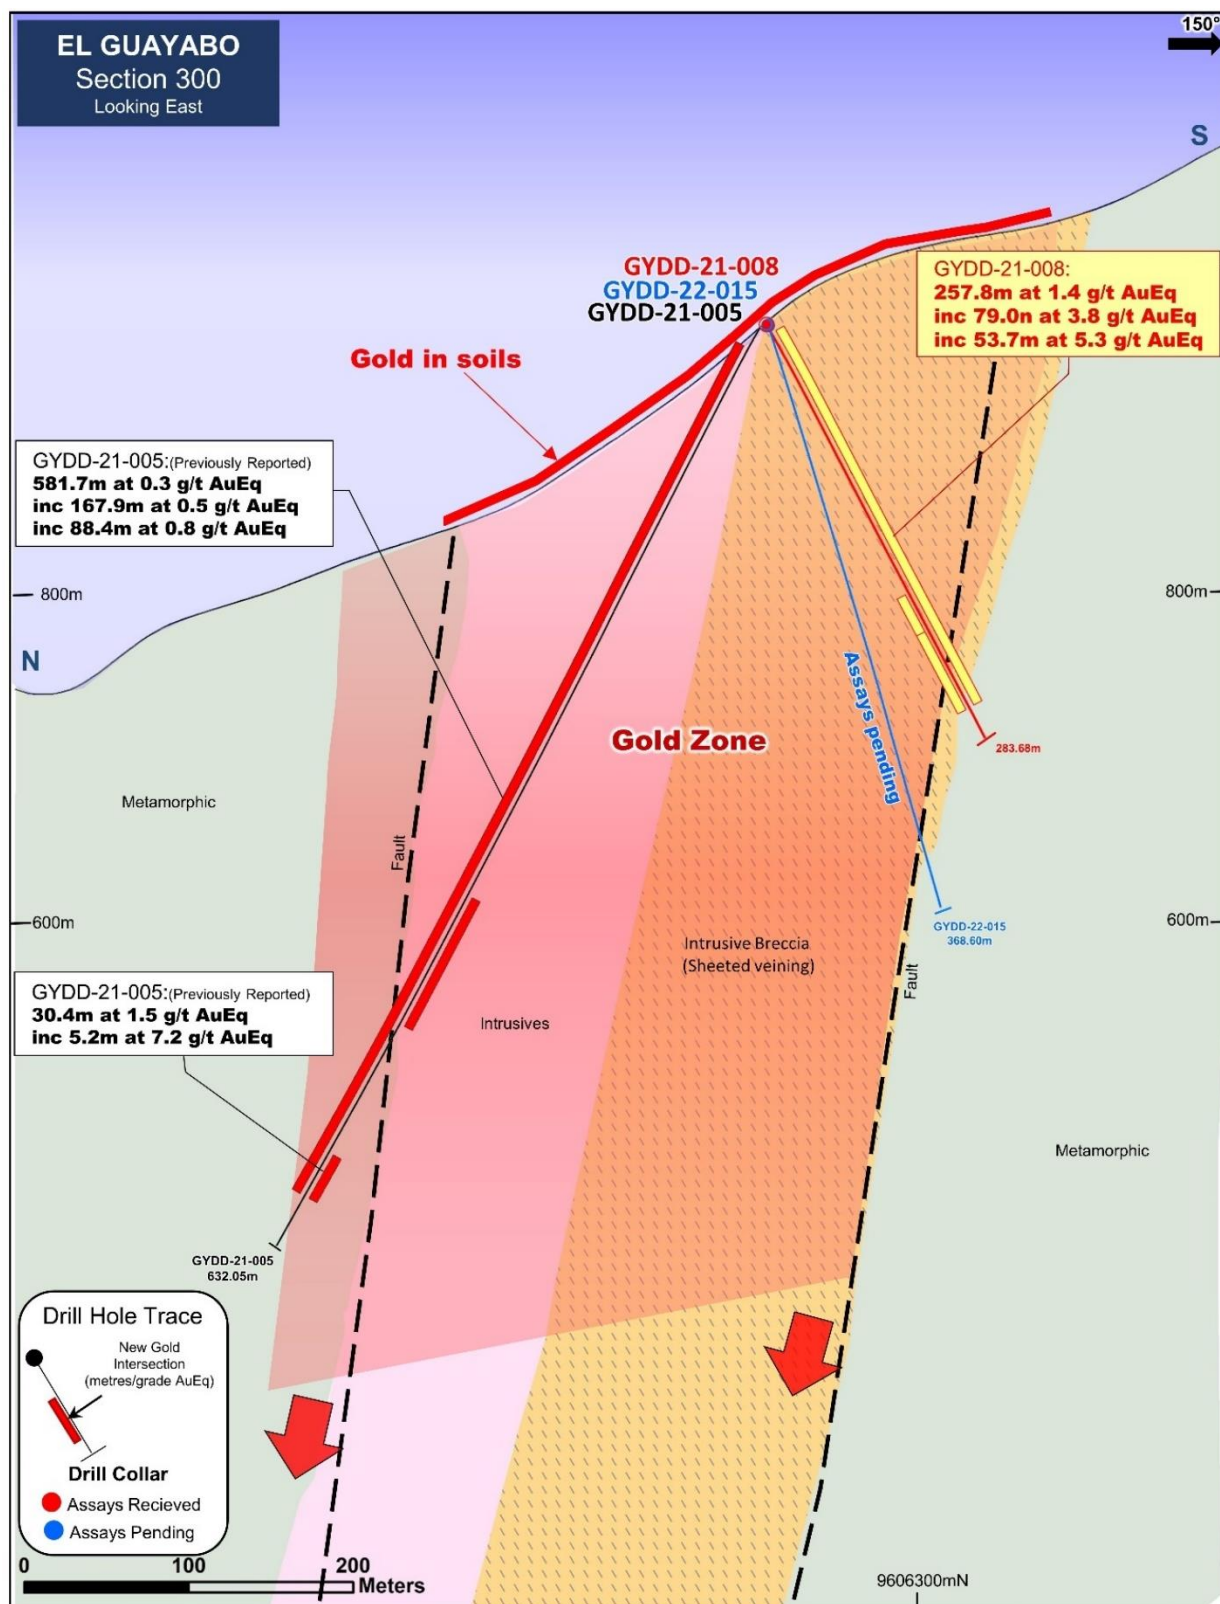 EL GUAYABO
Section 300
Looking East
150°
S
GYDD-21-008
GYDD-22-015
GYDD-21-005
GYDD-21-008:
257.8m at 1.4 g/t AuEq
inc 79.0n at 3.8 g/t AuEq
inc 53.7m at 5.3 g/t AuEq
Gold in soils
GYDD-21-005:(Previously Reported)
581.7m at 0.3 g/t AuEq
inc 167.9m at 0.5 g/t AuEq
inc 88.4m at 0.8 g/t AuEq
800m
800m
N
Assays pending
Gold Zone
283.68m
Metamorphic
Fault
600m
600m
GYDD-22-015
368.60m
Intrusive Breccia
(Sheeted veining)
Fault
GYDD-21-005:(Previously Reported)
30.4m at 1.5 g/t AuEq
inc 5.2m at 7.2 g/t AuEq
Intrusives
Metamorphic
GYDD-21-005
632.05m
Drill Hole Trace
New Gold
Intersection
(metres/grade AuEq)
Drill Collar
Assays Recieved
Assays Pending
0 100 200
Meters
9606300mN